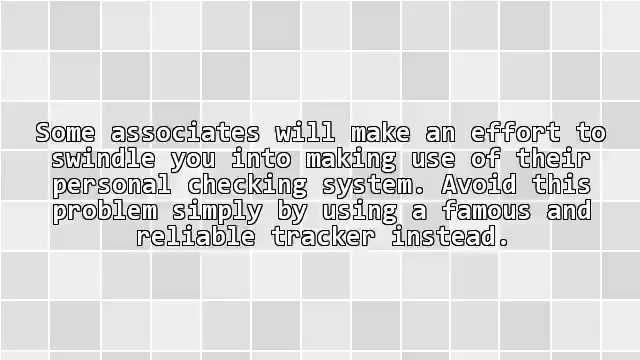 Some associates will make an effort to
swindle you into making use of their
personal checking system. Avoid this
problem simply by using a famous and
reliable tracker instead.